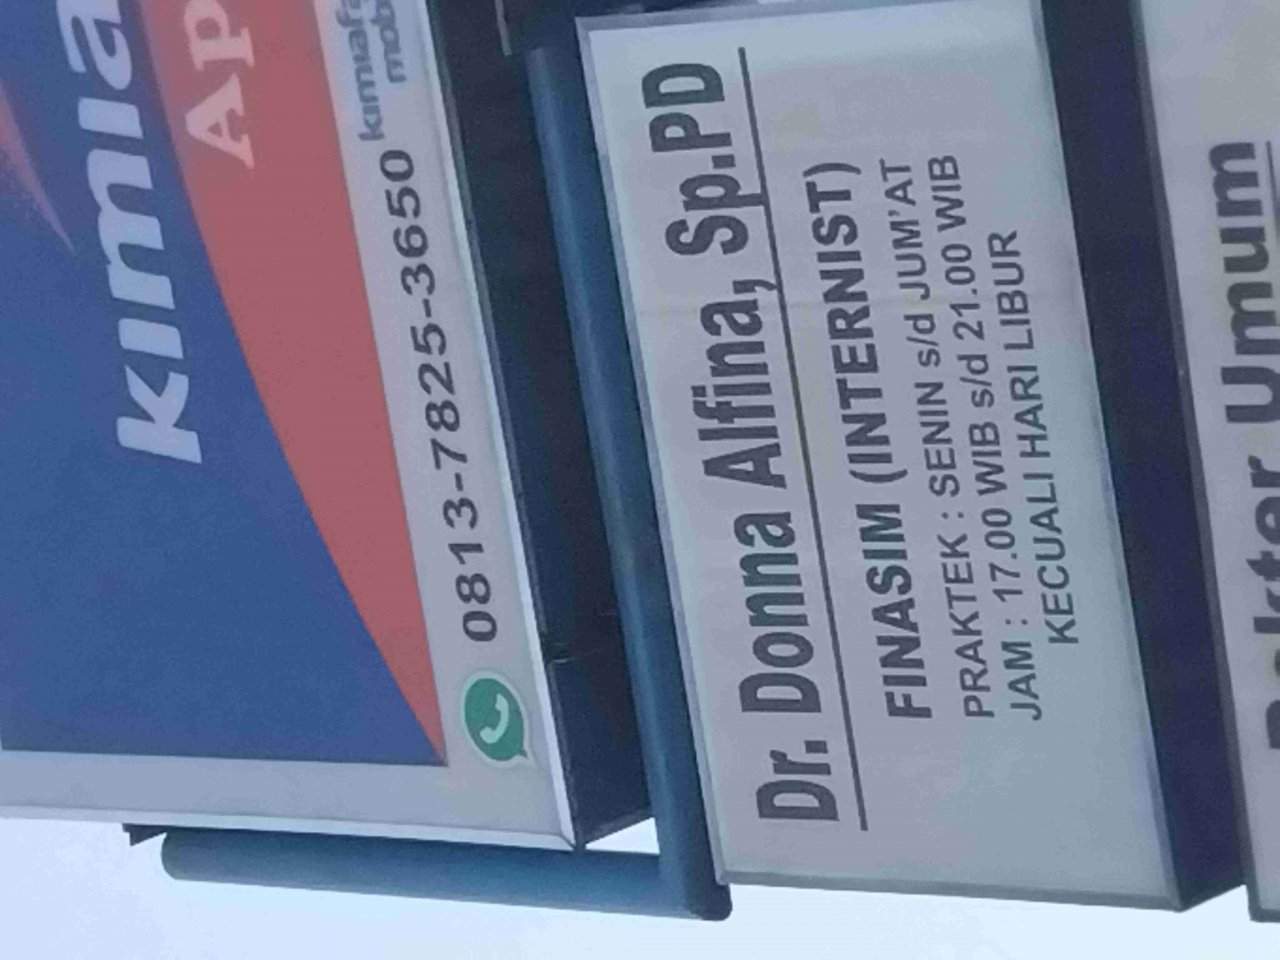 kimia
Ap
0813-7825-3650
Dr. Donna Alfina, Sp.PD
FINASIM (INTERNIST)
PRAKTEK : SENIN s/d JUM'AT
JAM : 17.00 WIB s/d 21.00 WIB
KECUALI HARI LIBUR
Dokter Umum